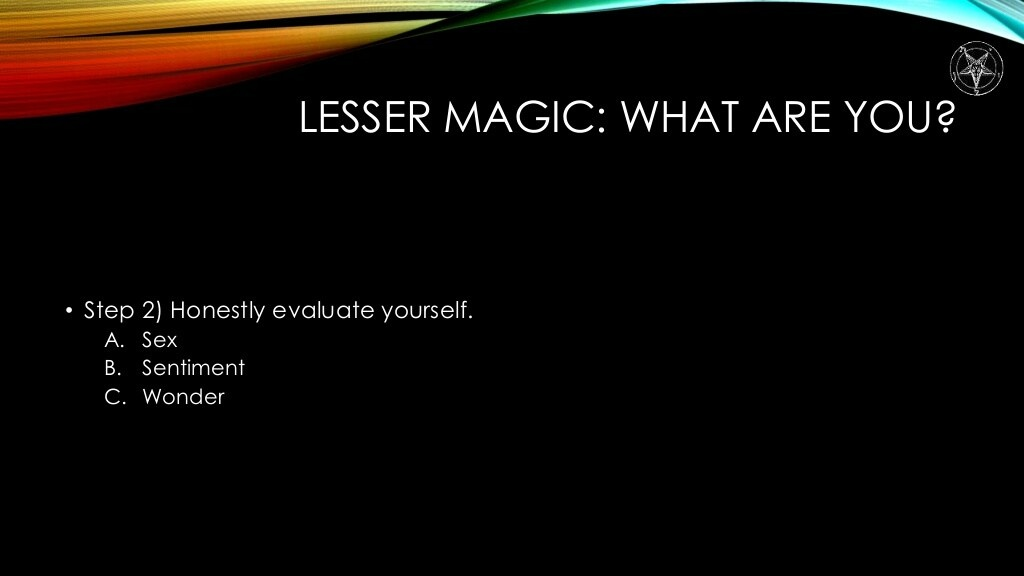 LESSER MAGIC: WHAT ARE YOU?
• Step 2) Honestly evaluate yourself.
A. Sex
B. Sentiment
C. Wonder